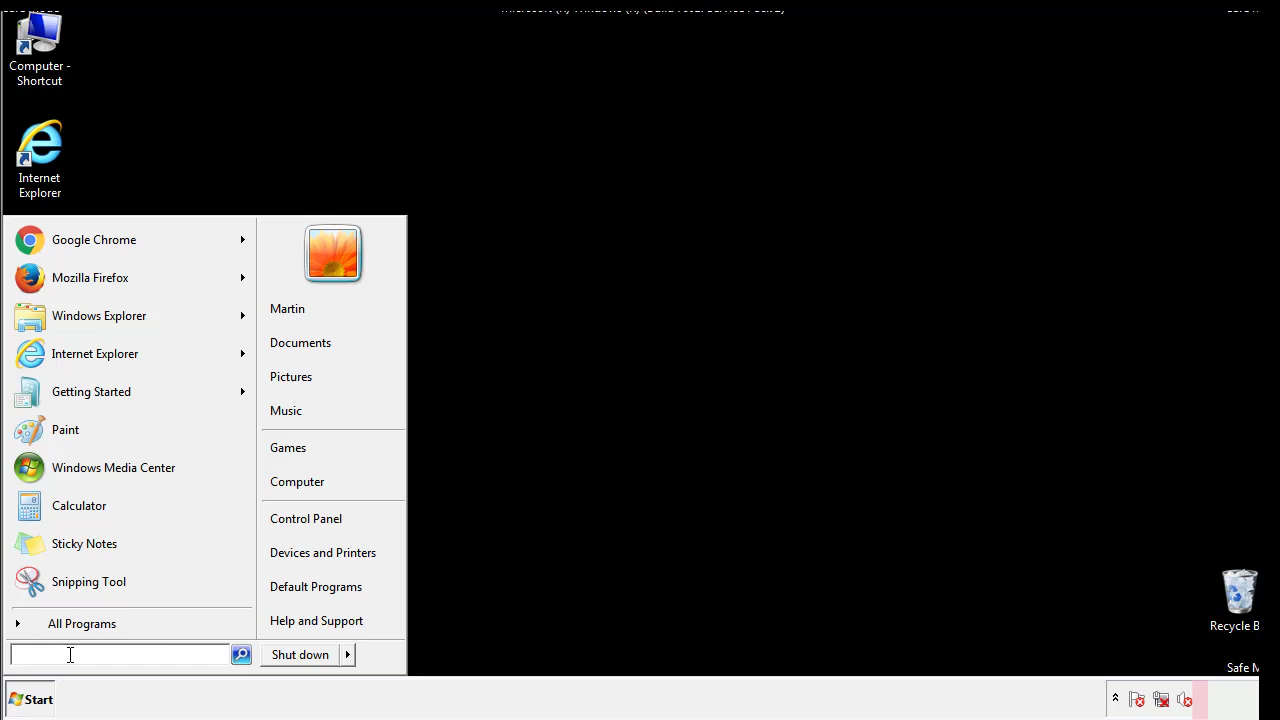 Computer -
Shortcut
Internet
Explorer
Google Chrome
Mozilla Firefox
Windows Explorer
Internet Explorer
Getting Started
Paint
Windows Media Center
Calculator
Sticky Notes
Snipping Tool
All Programs
Martin
Documents
Pictures
Music
Games
Computer
Control Panel
Devices and Printers
Default Programs
Help and Support
Shut down
Start
Recycle B
Safe M